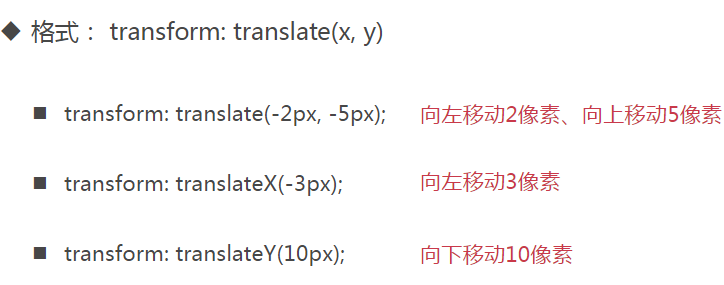 ◆ 格式： transform: translate(x, y)
■ transform: translate(-2px, -5px); 向左移动2像素、向上移动5像素
■ transform: translateX(-3px); 向左移动3像素
■ transform: translateY(10px); 向下移动10像素